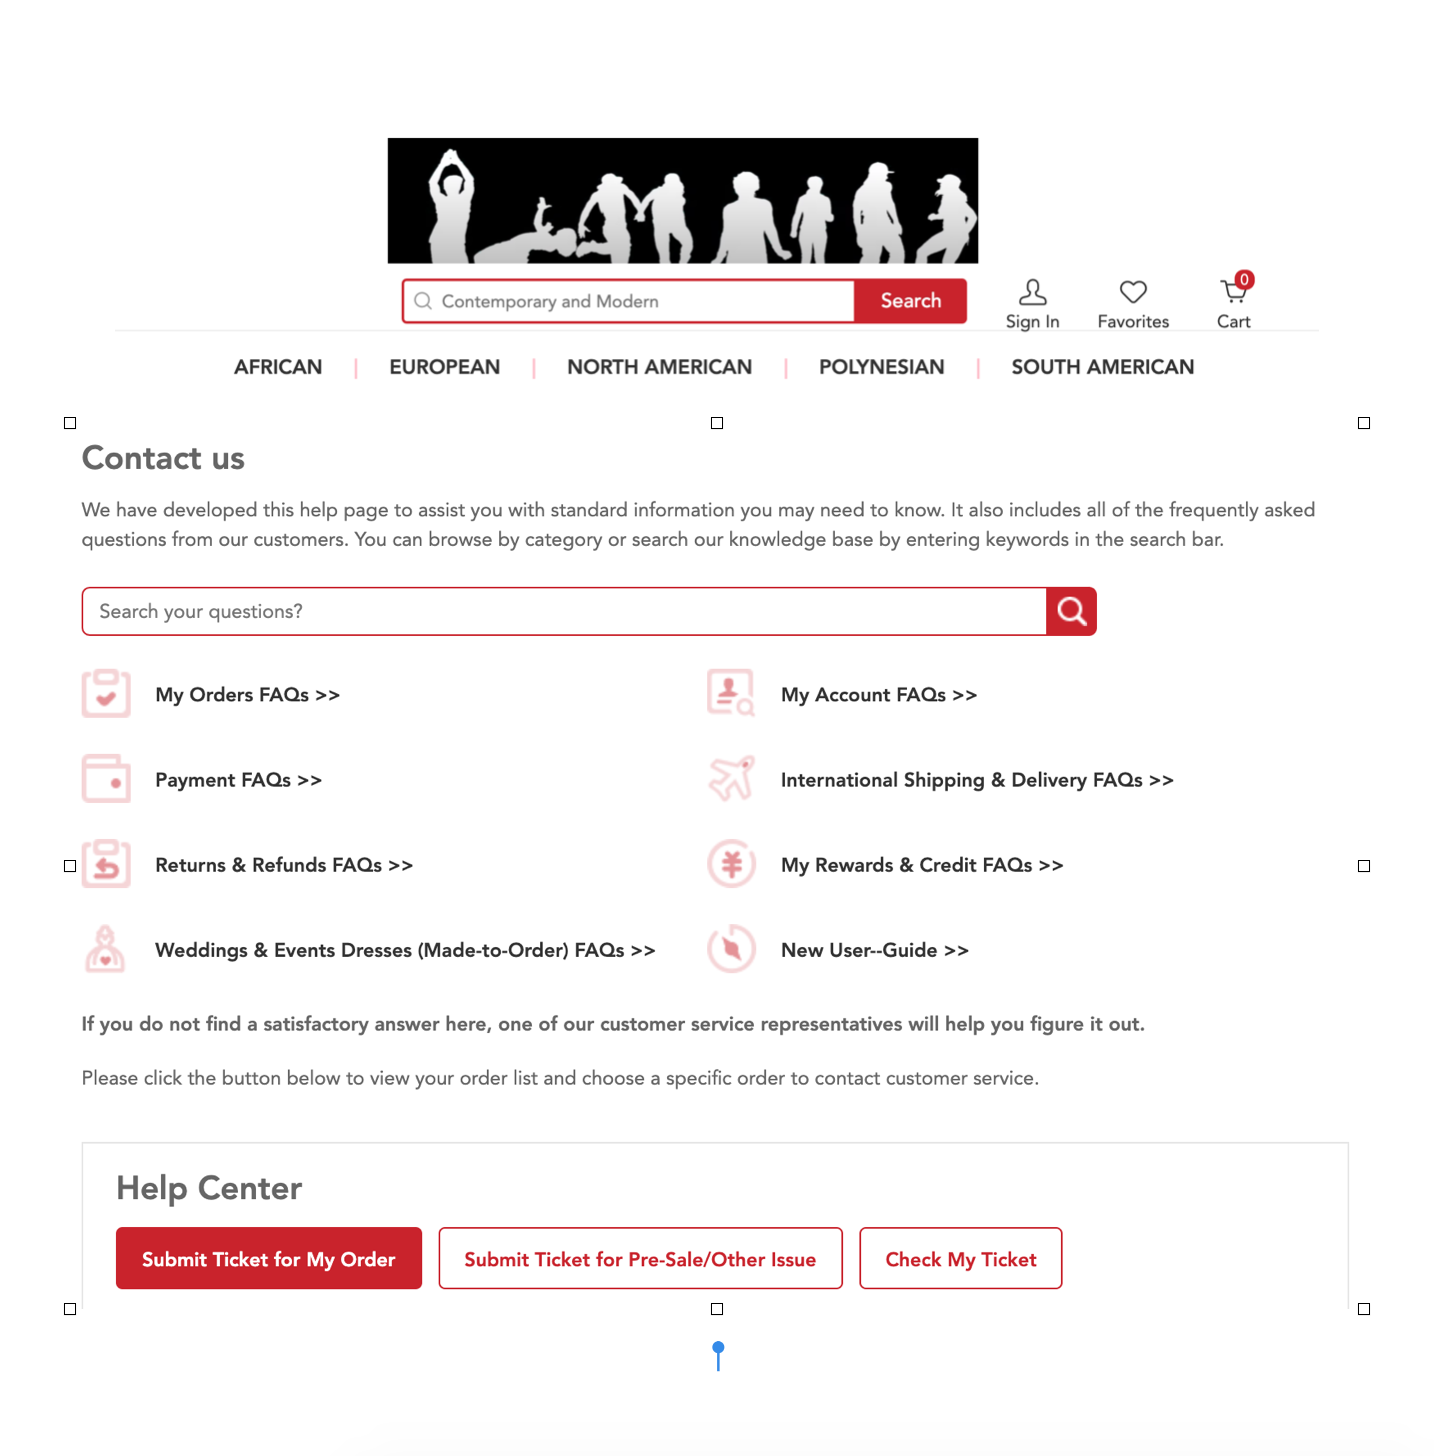 Contemporary and Modern
Search
0
Sign In
Favorites
Cart
AFRICAN | EUROPEAN | NORTH AMERICAN | POLYNESIAN | SOUTH AMERICAN
Contact us
We have developed this help page to assist you with standard information you may need to know. It also includes all of the frequently asked
questions from our customers. You can browse by category or search our knowledge base by entering keywords in the search bar.
Search your questions?
My Orders FAQs >>
My Account FAQs >>
Payment FAQs >>
International Shipping & Delivery FAQs >>
Returns & Refunds FAQs >>
¥
My Rewards & Credit FAQs >>
Weddings & Events Dresses (Made-to-Order) FAQs >>
New User--Guide >>
If you do not find a satisfactory answer here, one of our customer service representatives will help you figure it out.
Please click the button below to view your order list and choose a specific order to contact customer service.
Help Center
Submit Ticket for My Order
Submit Ticket for Pre-Sale/Other Issue
Check My Ticket